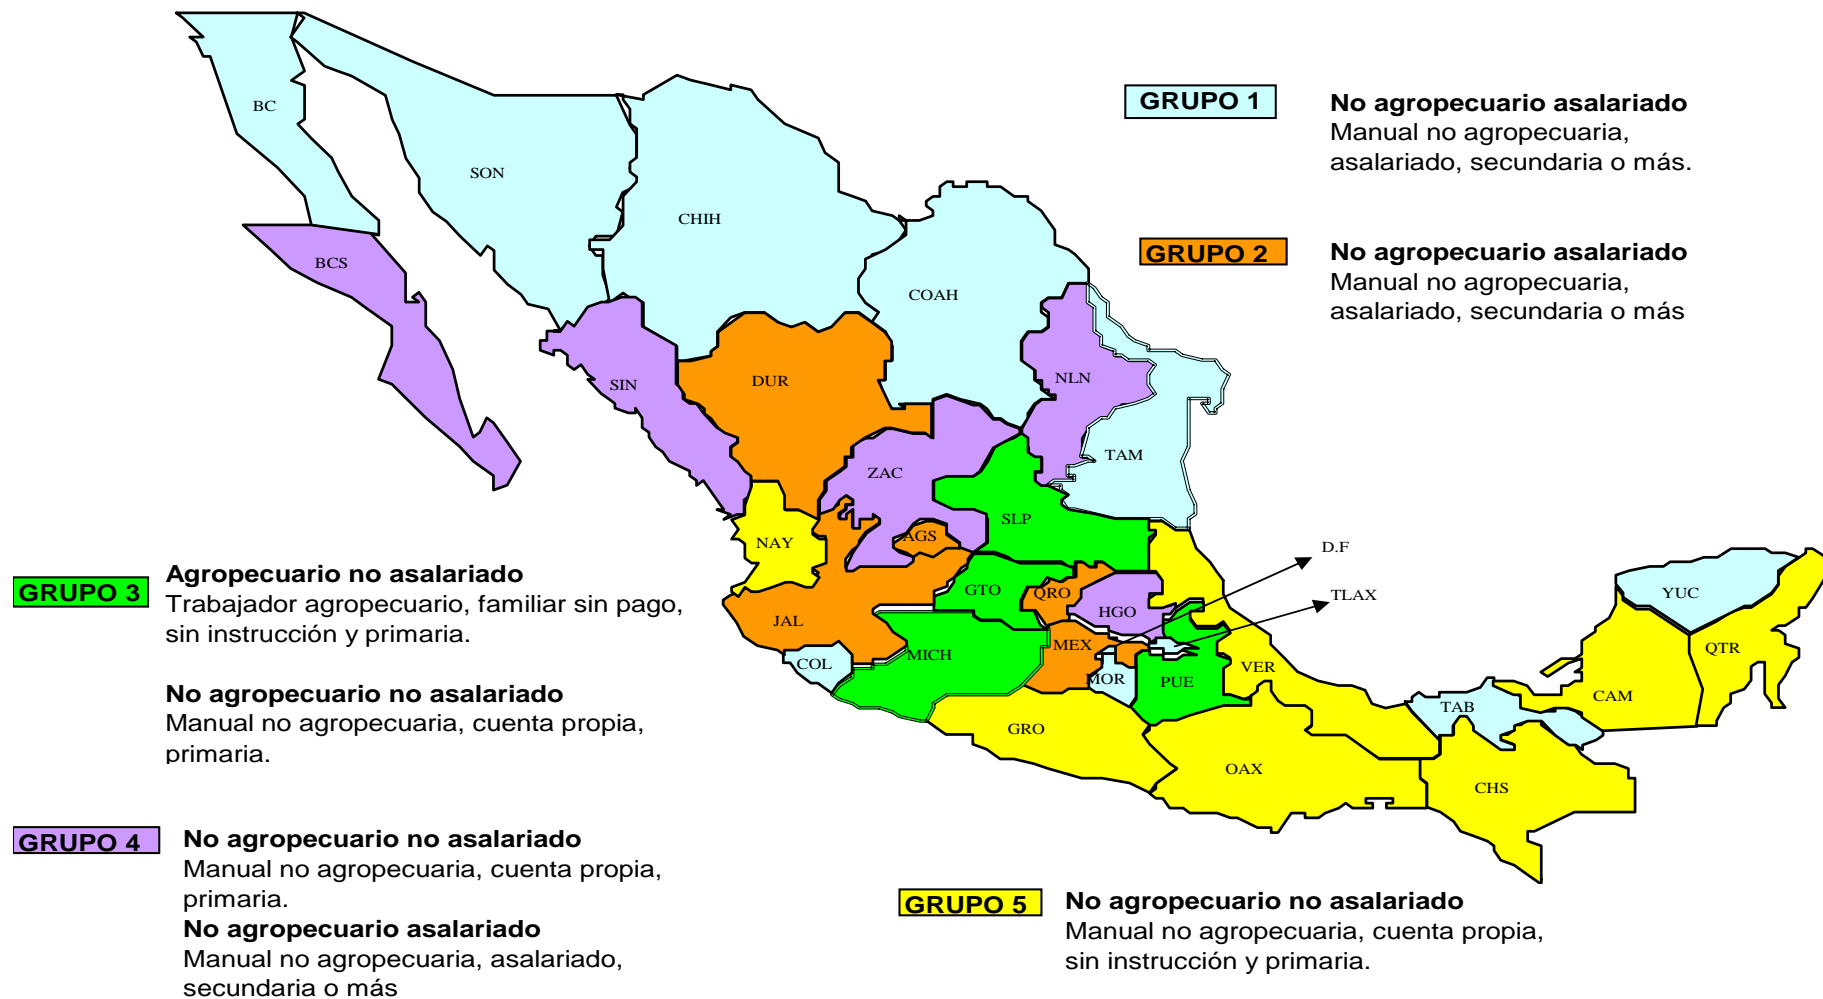 GRUPO 1
No agropecuario asalariado
Manual no agropecuaria,
asalariado, secundaria o más.
GRUPO 2
No agropecuario asalariado
Manual no agropecuaria,
asalariado, secundaria o más
BC
SON
CHIH
BCS
COAH
SIN
DUR
NLN
TAM
ZAC
SLP
NAY
AGS
D.F
TLAX
GTO
QRO
HGO
YUC
JAL
MEX
MICH
COL
MOR
PUE
VER
QTR
CAM
TAB
GRO
OAX
CHS
GRUPO 3
Agropecuario no asalariado
Trabajador agropecuario, familiar sin pago,
sin instrucción y primaria.
No agropecuario no asalariado
Manual no agropecuaria, cuenta propia,
primaria.
GRUPO 4
No agropecuario no asalariado
Manual no agropecuaria, cuenta propia,
primaria.
No agropecuario asalariado
Manual no agropecuaria, asalariado,
secundaria o más
GRUPO 5
No agropecuario no asalariado
Manual no agropecuaria, cuenta propia,
sin instrucción y primaria.